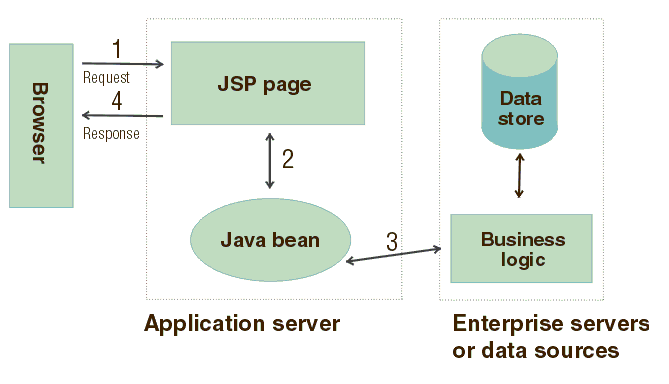 Browser
1
Request
4
Response
JSP page
2
Java bean
3
Data
store
Business
logic
Application server
Enterprise servers
or data sources